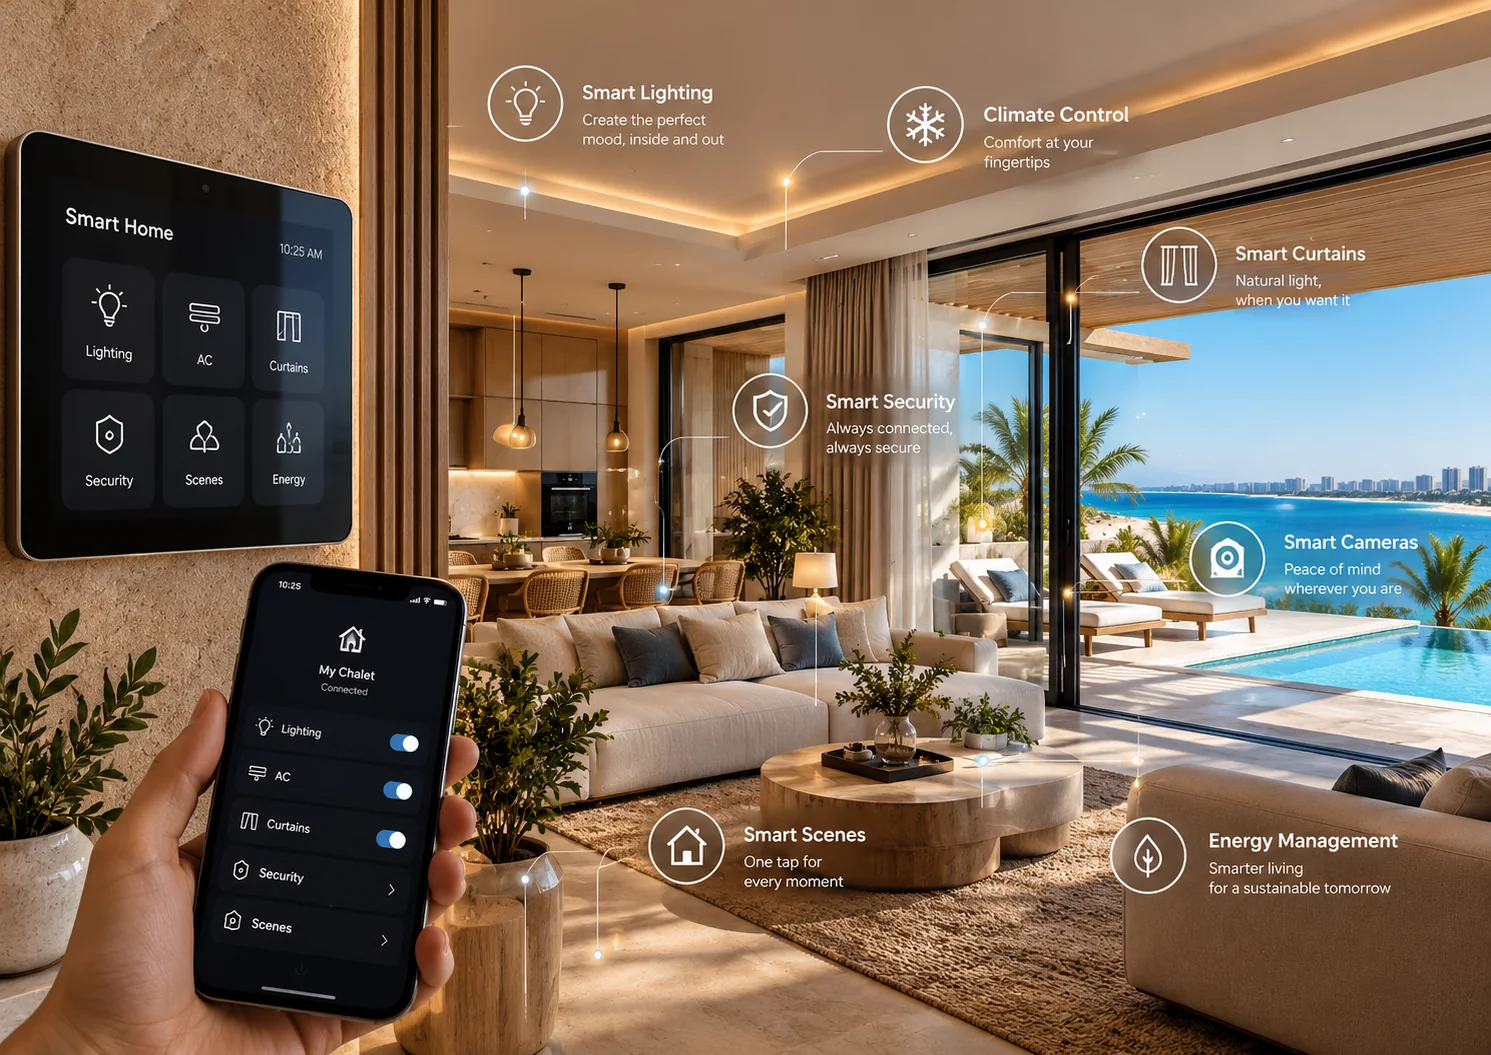 Smart Home
10:25 AM
Lighting
AC
Curtains
Security
Scenes
Energy
10:25
My Chalet
Connected
Lighting
AC
Curtains
Security
Scenes
Smart Lighting
Create the perfect
mood, inside and out
Climate Control
Comfort at your
fingertips
Smart Curtains
Natural light,
when you want it
Smart Security
Always connected,
always secure
Smart Cameras
Peace of mind
wherever you are
Smart Scenes
One tap for
every moment
Energy Management
Smarter living
for a sustainable tomorrow